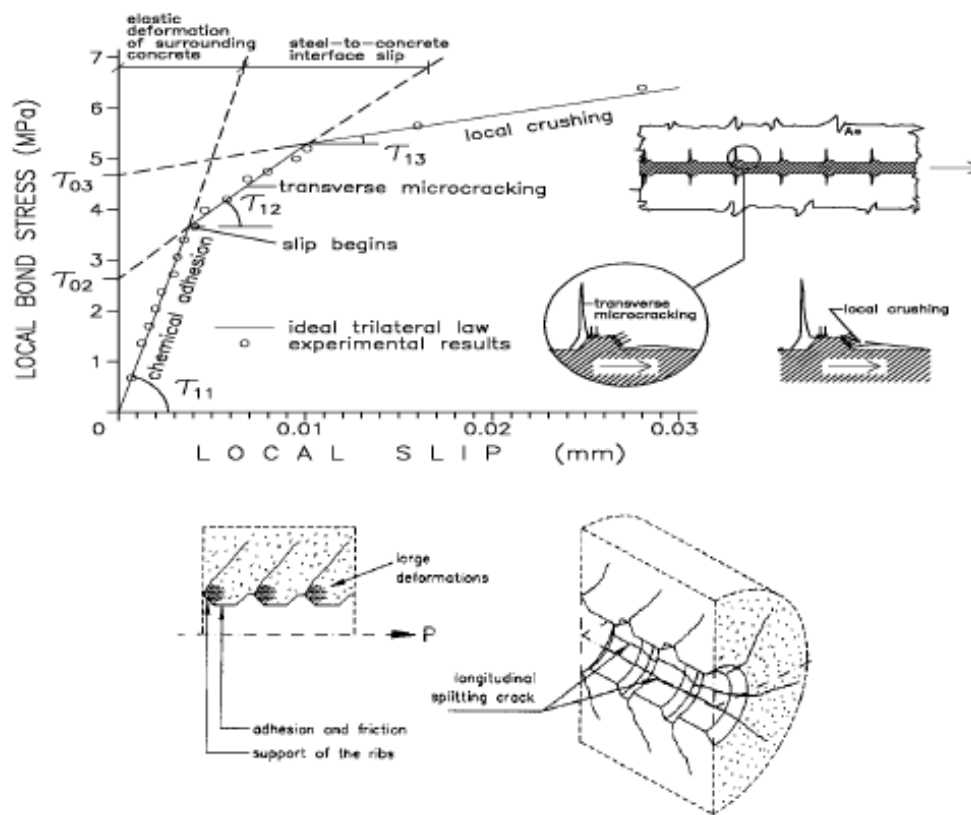 elastic
deformation
of surrounding
concrete
steel-to-concrete
interface slip
LOCAL BOND STRESS (MPa)
7
6
5
4
3
2
1
0
τ03
τ02
local crushing
τ13
transverse microcracking
τ12
slip begins
chemical adhesion
ideal trilateral law
experimental results
τ11
0.01
0.02
0.03
LOCAL SLIP (mm)
Ae
transverse
microcracking
local crushing
large
deformations
P
adhesion and friction
support of the ribs
longitudinal
splitting crack